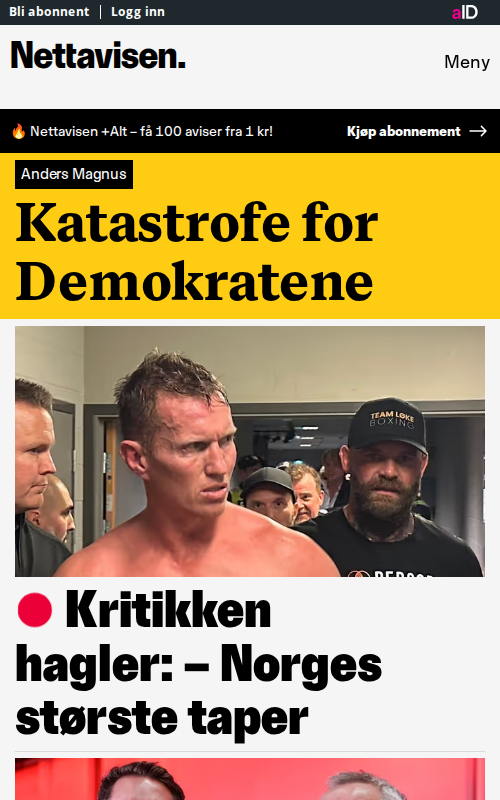 Bli abonnent
Logg inn
aID
Nettavisen.
Meny
🔥 Nettavisen +Alt – få 100 aviser fra 1 kr!
Kjøp abonnement →
Anders Magnus
Katastrofe for
Demokratene
TEAM LØKE
BOXING
Kritikken
hagler: – Norges
største taper